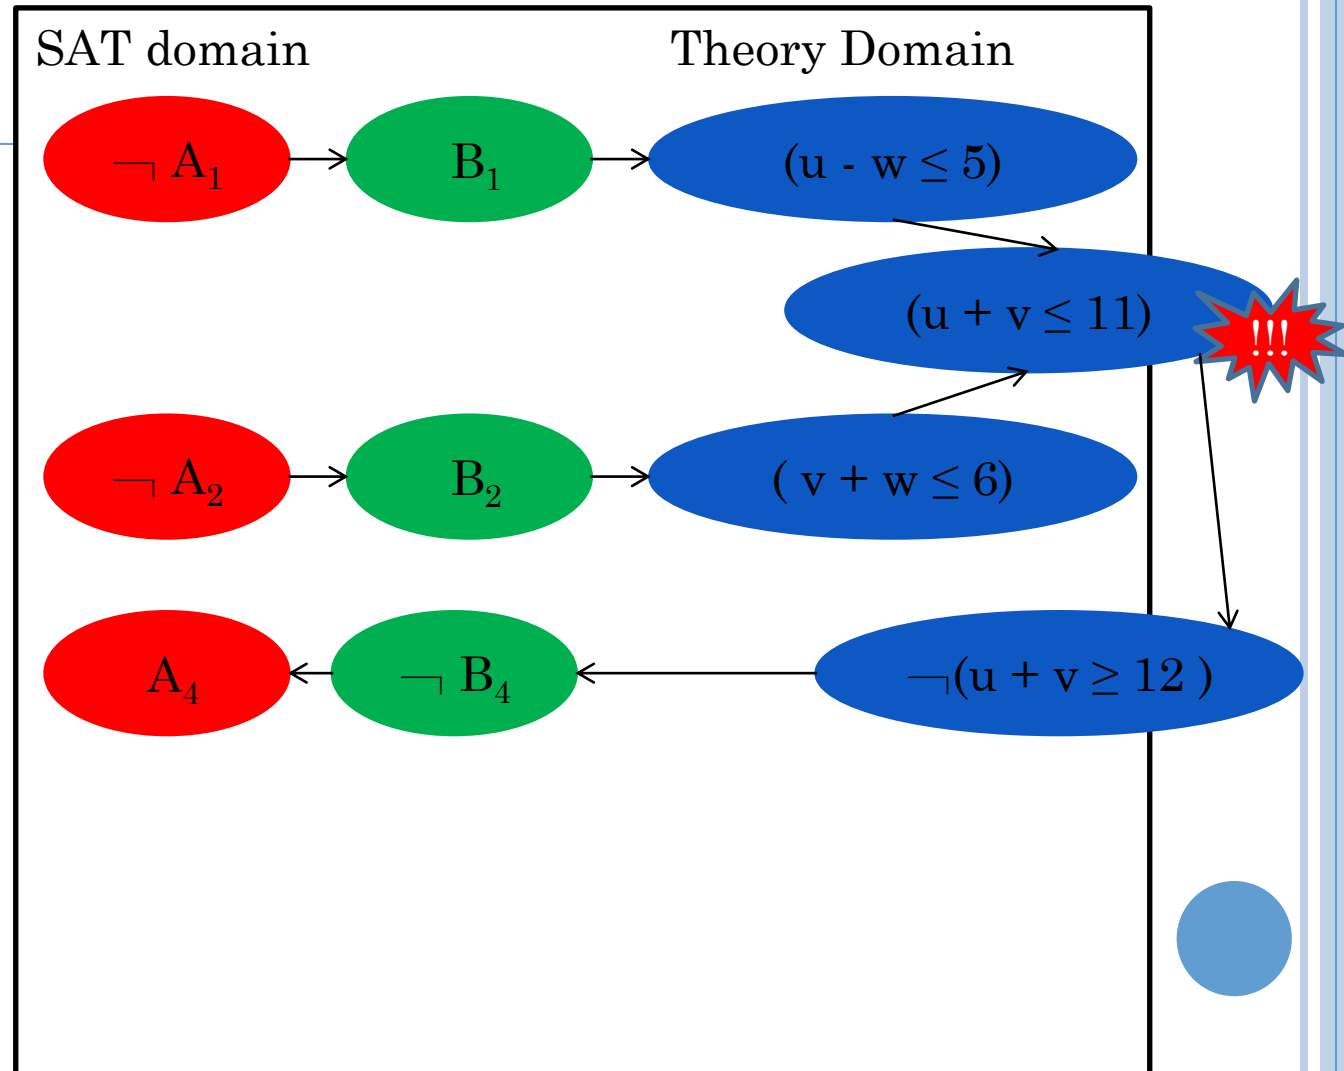 SAT domain
Theory Domain
¬ A₁
B₁
(u - w ≤ 5)
(u + v ≤ 11)
!!!
¬ A₂
B₂
( v + w ≤ 6)
A₄
¬ B₄
¬(u + v ≥ 12 )